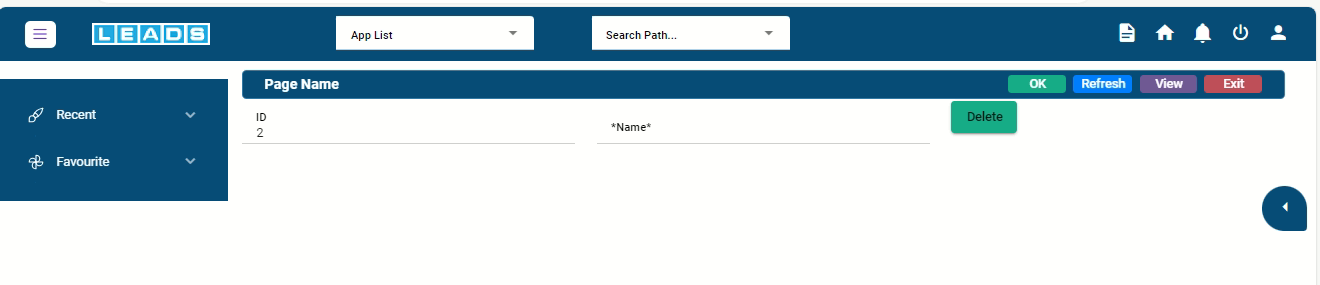 LEADS
App List
Search Path...
Page Name
OK
Refresh
View
Exit
Recent
Favourite
ID
2
*Name*
Delete